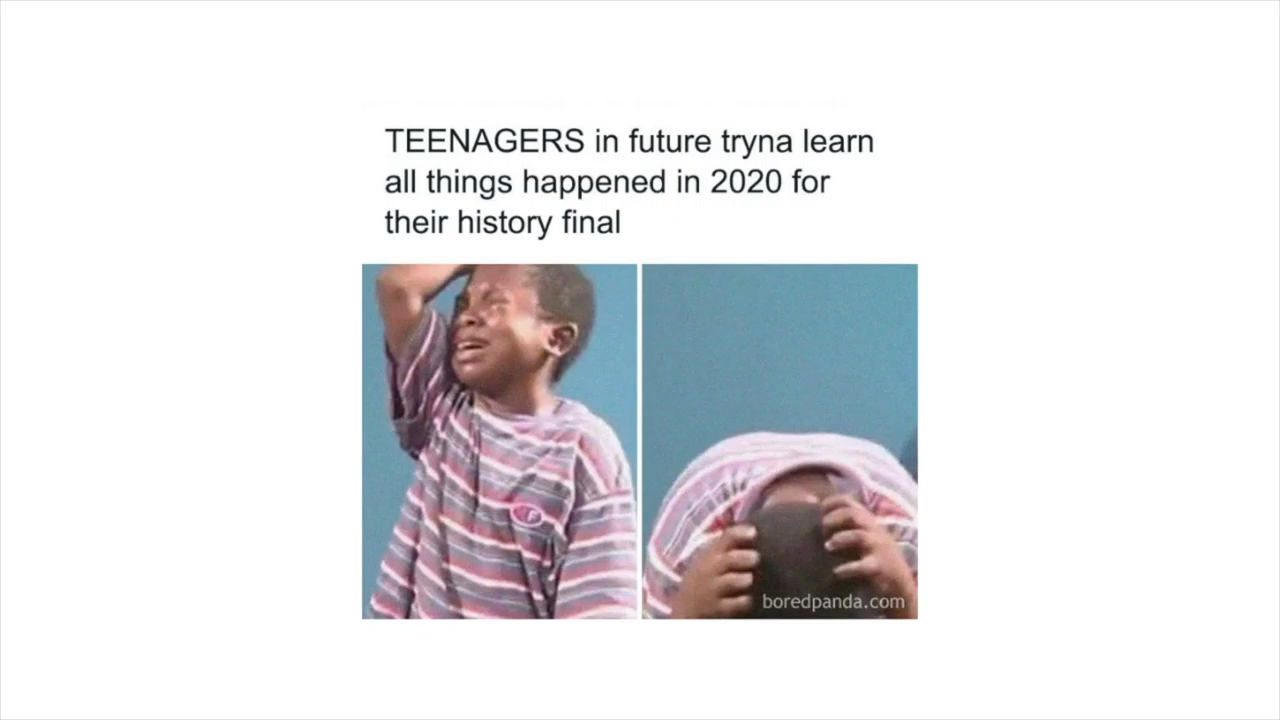 TEENAGERS in future tryna learn
all things happened in 2020 for
their history final
boredpanda.com